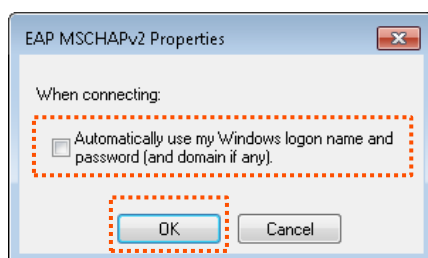 EAP MSCHAPv2 Properties
When connecting:
Automatically use my Windows logon name and
password (and domain if any).
OK
Cancel